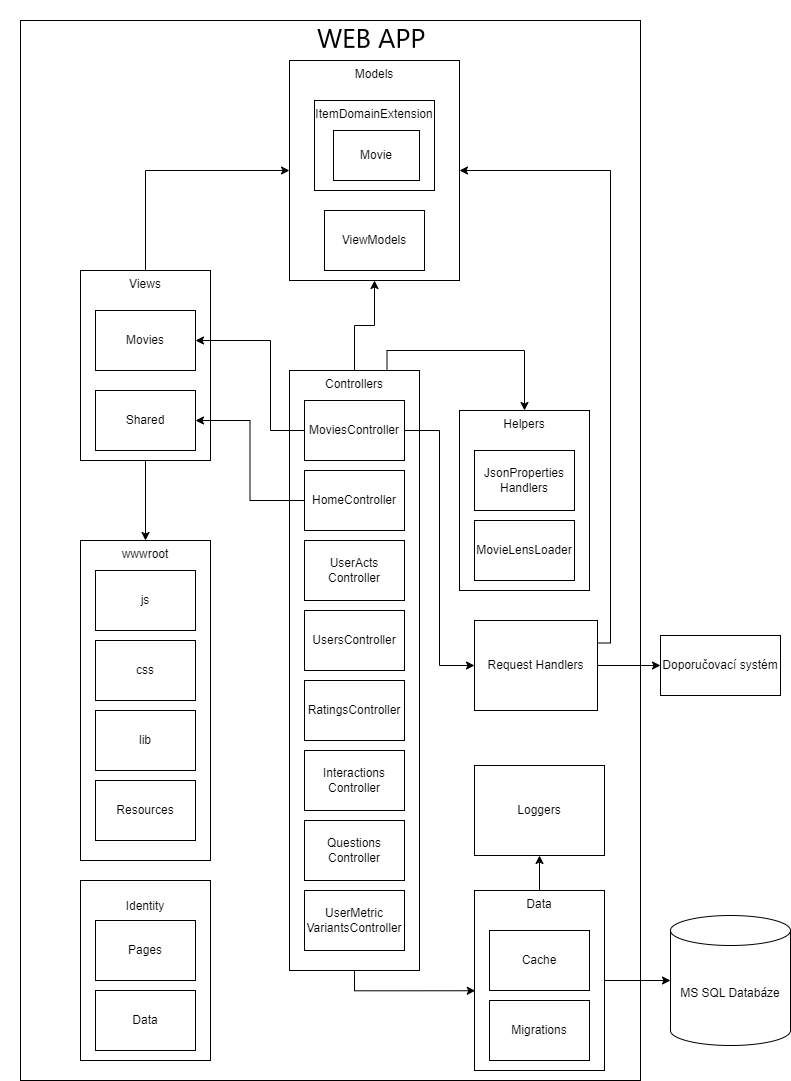 WEB APP
Models
ItemDomainExtension
Movie
ViewModels
Views
Movies
Shared
wwwroot
js
css
lib
Resources
Identity
Pages
Data
Controllers
MoviesController
HomeController
UserActs
Controller
UsersController
RatingsController
Interactions
Controller
Questions
Controller
UserMetric
VariantsController
Helpers
JsonProperties
Handlers
MovieLensLoader
Request Handlers
Doporučovací systém
Loggers
Data
Cache
Migrations
MS SQL Databáze